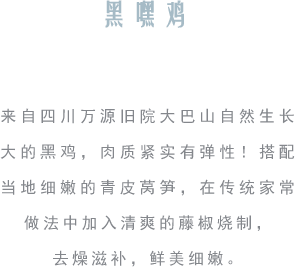 黑嘿鸡
来自四川万源旧院大巴山自然生长
大的黑鸡，肉质紧实有弹性！搭配
当地细嫩的青皮莴笋，在传统家常
做法中加入清爽的藤椒烧制，
去燥滋补，鲜美细嫩。